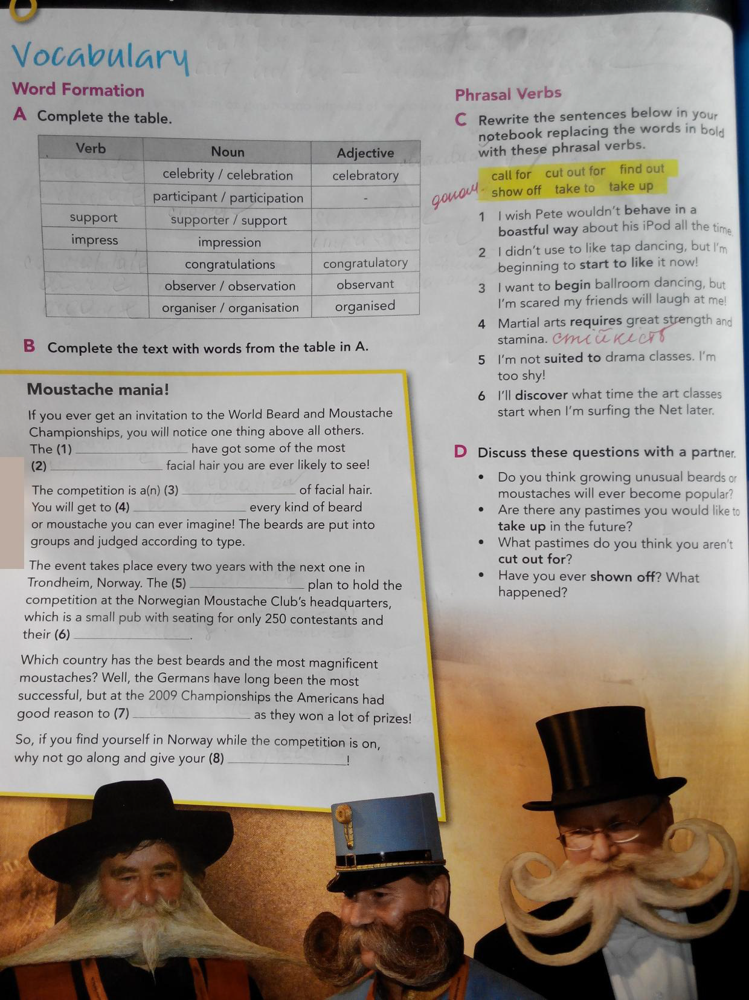 Vocabulary
Word Formation
A Complete the table.
Verb Noun Adjective
celebrity / celebration celebratory
participant / participation -
support supporter / support
impress impression
congratulations congratulatory
observer / observation observant
organiser / organisation organised
B Complete the text with words from the table in A.
Moustache mania!
If you ever get an invitation to the World Beard and Moustache
Championships, you will notice one thing above all others.
The (1) ____________ have got some of the most
(2) ____________ facial hair you are ever likely to see!
The competition is a(n) (3) ____________ of facial hair.
You will get to (4) ____________ every kind of beard
or moustache you can ever imagine! The beards are put into
groups and judged according to type.
The event takes place every two years with the next one in
Trondheim, Norway. The (5) ____________ plan to hold the
competition at the Norwegian Moustache Club's headquarters,
which is a small pub with seating for only 250 contestants and
their (6) ____________.
Which country has the best beards and the most magnificent
moustaches? Well, the Germans have long been the most
successful, but at the 2009 Championships the Americans had
good reason to (7) ____________ as they won a lot of prizes!
So, if you find yourself in Norway while the competition is on,
why not go along and give your (8) ____________!
Phrasal Verbs
C Rewrite the sentences below in your
notebook replacing the words in bold
with these phrasal verbs.
call for cut out for find out
show off take to take up
1 I wish Pete wouldn't behave in a
boastful way about his iPod all the time.
2 I didn't use to like tap dancing, but I'm
beginning to start to like it now!
3 I want to begin ballroom dancing, but
I'm scared my friends will laugh at me!
4 Martial arts requires great strength and
stamina. стійкість
5 I'm not suited to drama classes. I'm
too shy!
6 I'll discover what time the art classes
start when I'm surfing the Net later.
D Discuss these questions with a partner.
• Do you think growing unusual beards or
moustaches will ever become popular?
• Are there any pastimes you would like to
take up in the future?
• What pastimes do you think you aren't
cut out for?
• Have you ever shown off? What
happened?